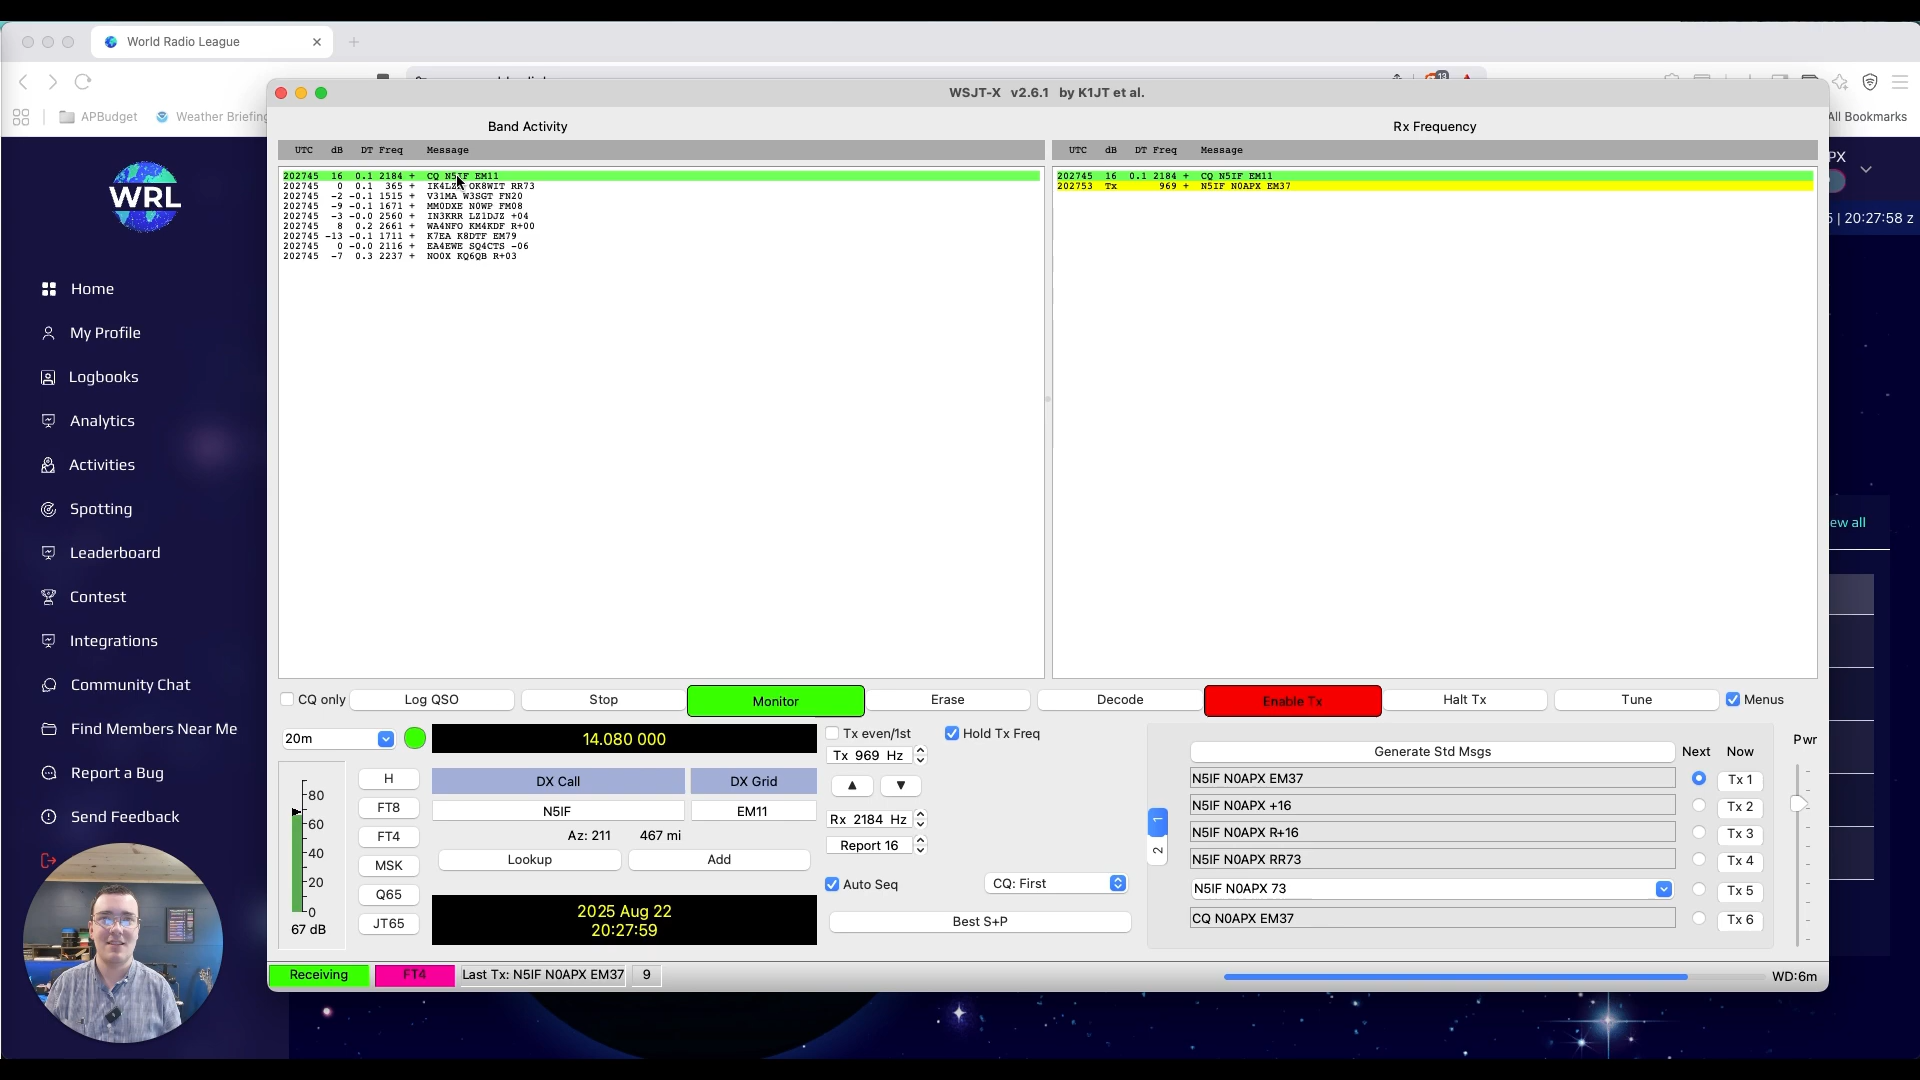 World Radio League
13
APBudget
Weather Briefing
All Bookmarks
WSJT-X v2.6.1 by K1JT et al.
Band Activity
Rx Frequency
UTC dB DT Freq Message
UTC dB DT Freq Message
202745 16 0.1 2184 + CQ N5IF EM11
202745 0 0.1 365 + OK8WIT RR73
202745 -2 -0.1 1515 + V31MA W3SGT FN20
202745 -9 -0.1 1671 + MM0DXE N0WP FM08
202745 -3 -0.0 2560 + IN3KRR LZ1DJZ +04
202745 8 0.2 2661 + WA4NFO KM4KDF R+00
202745 -13 -0.1 1711 + K7EA K8DTF EM79
202745 0 -0.0 2116 + EA4EWE SQ4CTS -06
202745 -7 0.3 2237 + NO0X KQ6QB R+03
202745 16 0.1 2184 + CQ N5IF EM11
202753 Tx 969 + N5IF N0APX EM37
PX
| 20:27:58 z
ew all
WRL
Home
My Profile
Logbooks
Analytics
Activities
Spotting
Leaderboard
Contest
Integrations
Community Chat
Find Members Near Me
Report a Bug
Send Feedback
CQ only
Log QSO
Stop
Monitor
Erase
Decode
Enable Tx
Halt Tx
Tune
Menus
20m
14.080 000
Tx even/1st
Hold Tx Freq
Tx 969 Hz
Generate Std Msgs
Next
Now
Pwr
80
60
40
20
0
67 dB
H
FT8
FT4
MSK
Q65
JT65
DX Call
DX Grid
N5IF
EM11
Az: 211
467 mi
Lookup
Add
Rx 2184 Hz
Report 16
Auto Seq
CQ: First
Best S+P
2025 Aug 22
20:27:59
1
2
N5IF N0APX EM37
Tx 1
N5IF N0APX +16
Tx 2
N5IF N0APX R+16
Tx 3
N5IF N0APX RR73
Tx 4
N5IF N0APX 73
Tx 5
CQ N0APX EM37
Tx 6
Receiving
FT4
Last Tx: N5IF N0APX EM37
9
WD:6m